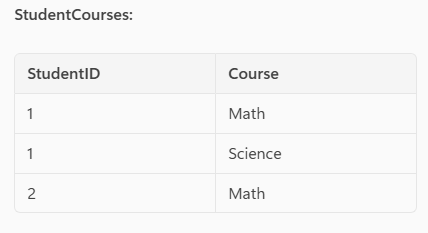 StudentCourses:
StudentID Course
1 Math
1 Science
2 Math